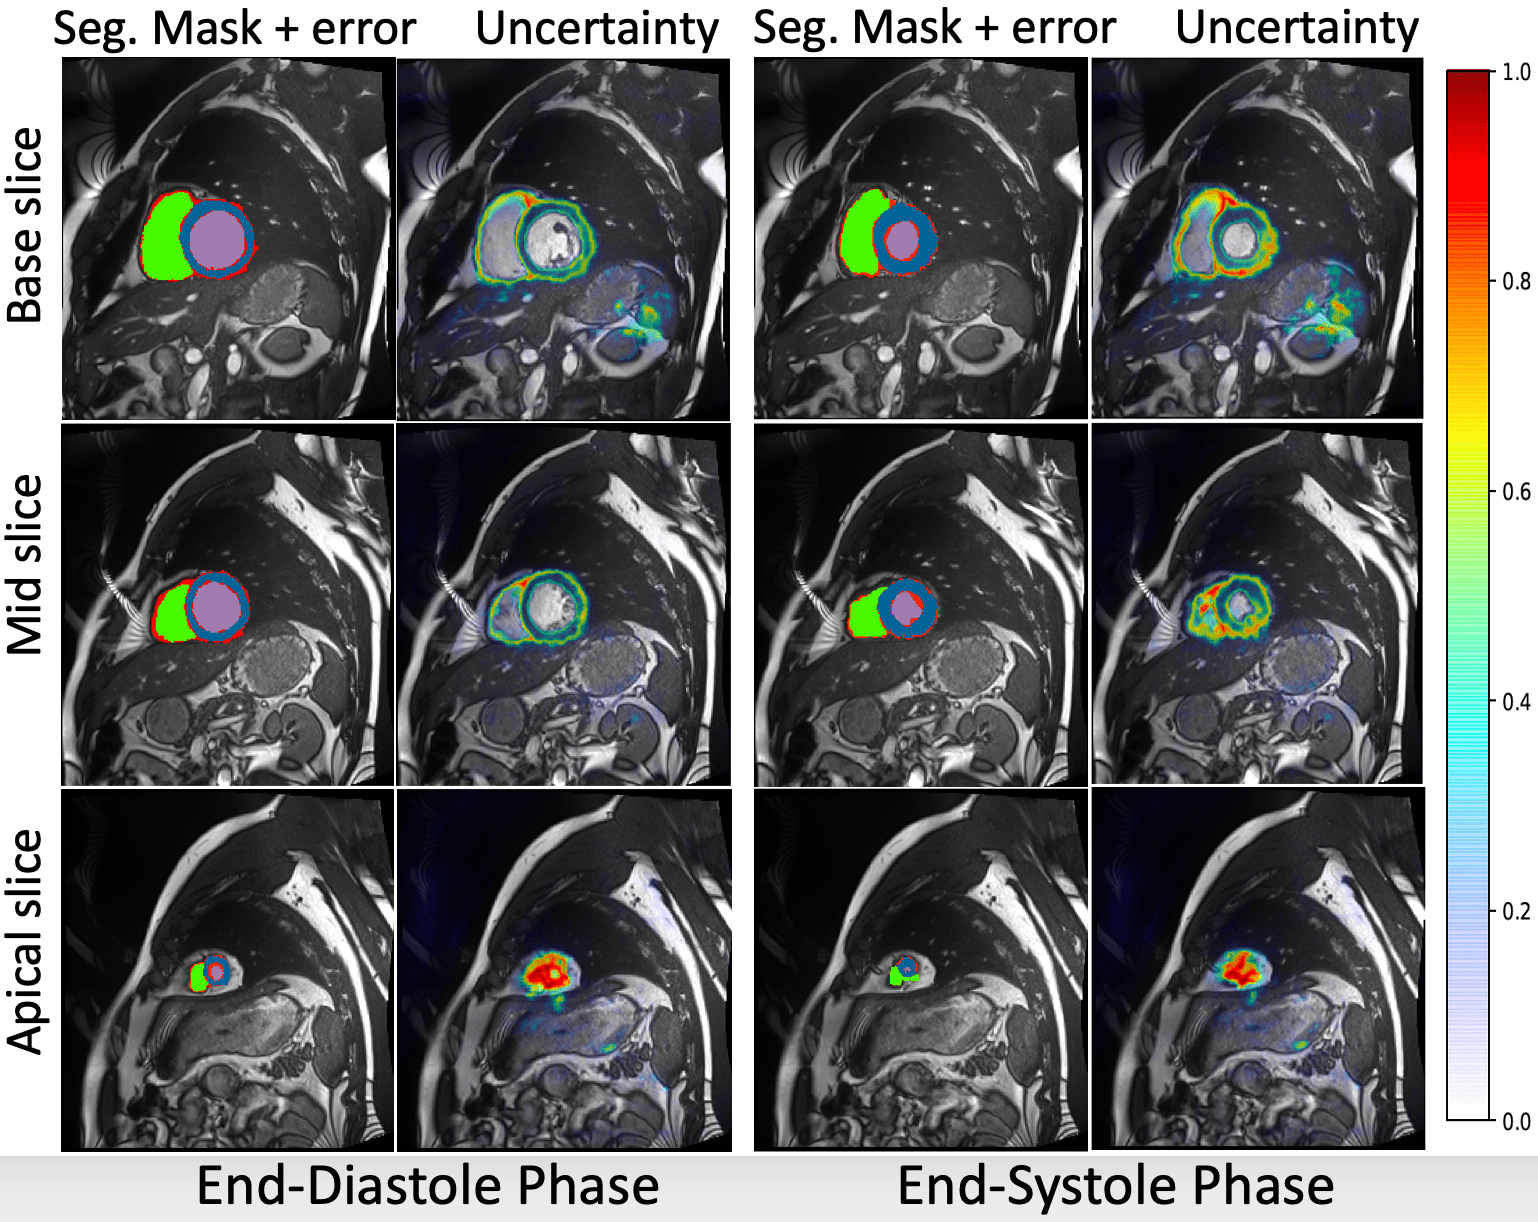 Seg. Mask + error Uncertainty Seg. Mask + error Uncertainty
Base slice
Mid slice
Apical slice
1.0
0.8
0.6
0.4
0.2
0.0
End-Diastole Phase End-Systole Phase